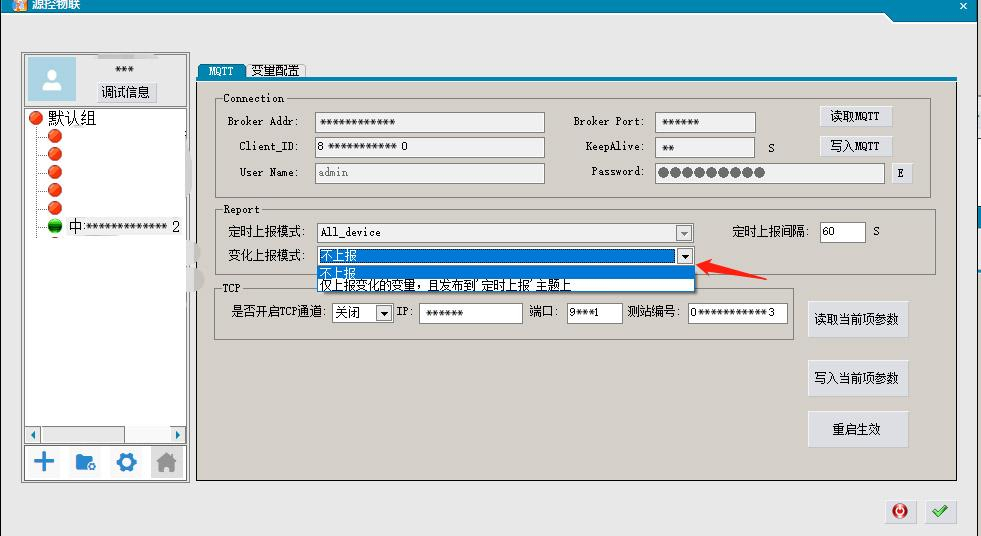 源控物联
***
调试信息
默认组
中:************* 2
MQTT 变量配置
Connection
Broker Addr: ************ Broker Port: ****** 读取MQTT
Client_ID: 8 *********** 0 KeepAlive: ** S 写入MQTT
User Name: admin Password: ●●●●●●●●● E
Report
定时上报模式: All_device 定时上报间隔: 60 S
变化上报模式: 不上报
不上报
仅上报变化的变量，且发布到'定时上报'主题上
TCP
是否开启TCP通道: 关闭 IP: ****** 端口: 9***1 测站编号: 0***********3
读取当前项参数
写入当前项参数
重启生效